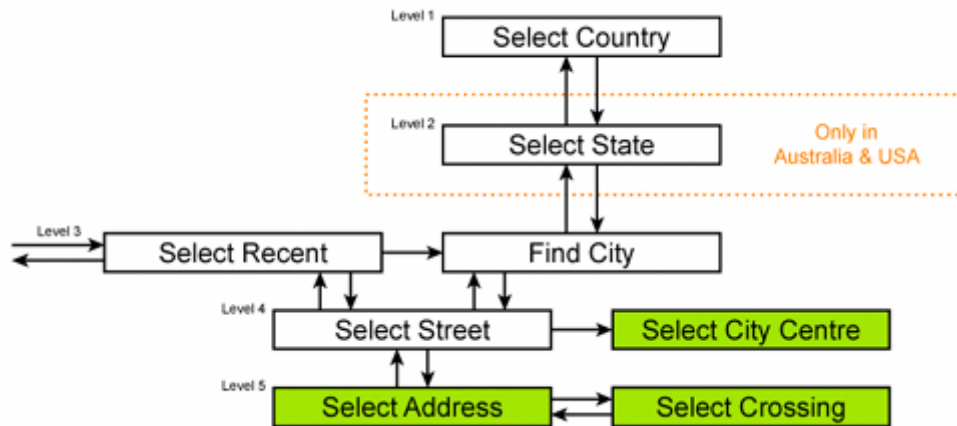 Level 1
Select Country
Level 2
Select State
Only in
Australia & USA
Level 3
Select Recent
Find City
Level 4
Select Street
Select City Centre
Level 5
Select Address
Select Crossing